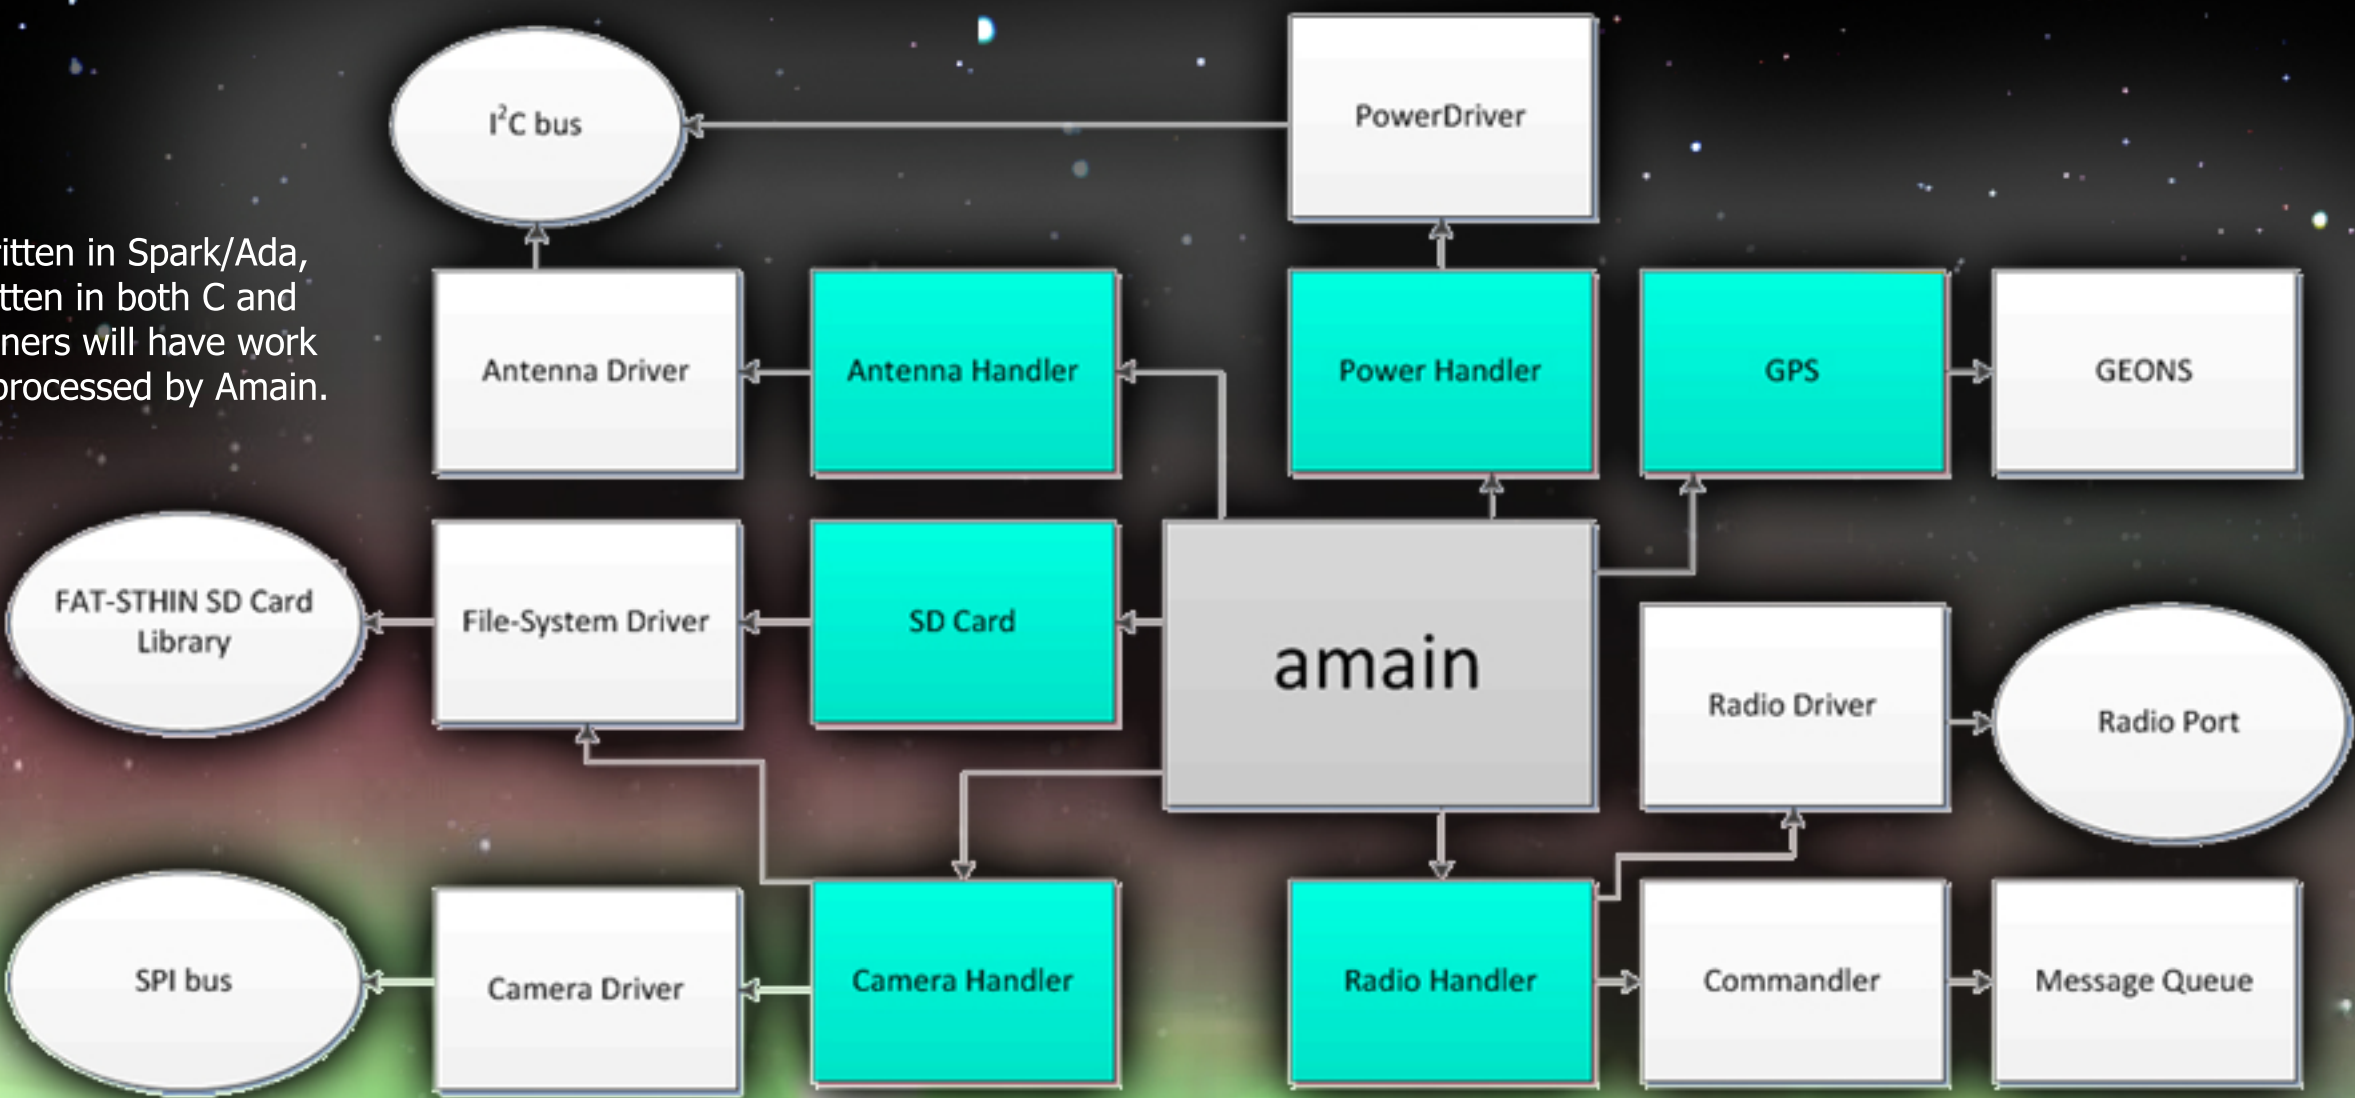 I²C bus
PowerDriver
itten in Spark/Ada,
tten in both C and
ners will have work
processed by Amain.
Antenna Driver
Antenna Handler
Power Handler
GPS
GEONS
FAT-STHIN SD Card
Library
File-System Driver
SD Card
amain
Radio Driver
Radio Port
SPI bus
Camera Driver
Camera Handler
Radio Handler
Commandler
Message Queue